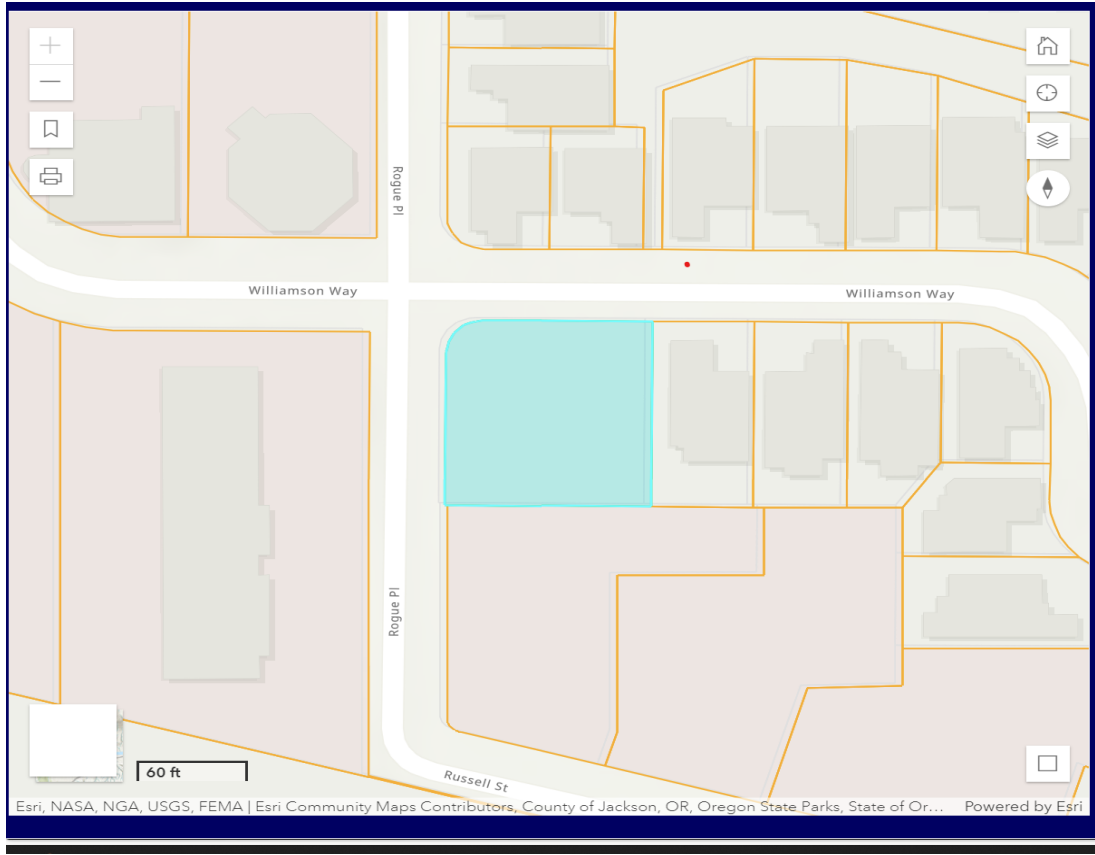 Rogue Pl
Williamson Way
Williamson Way
Rogue Pl
Russell St
60 ft
Esri, NASA, NGA, USGS, FEMA | Esri Community Maps Contributors, County of Jackson, OR, Oregon State Parks, State of Or... Powered by Esri